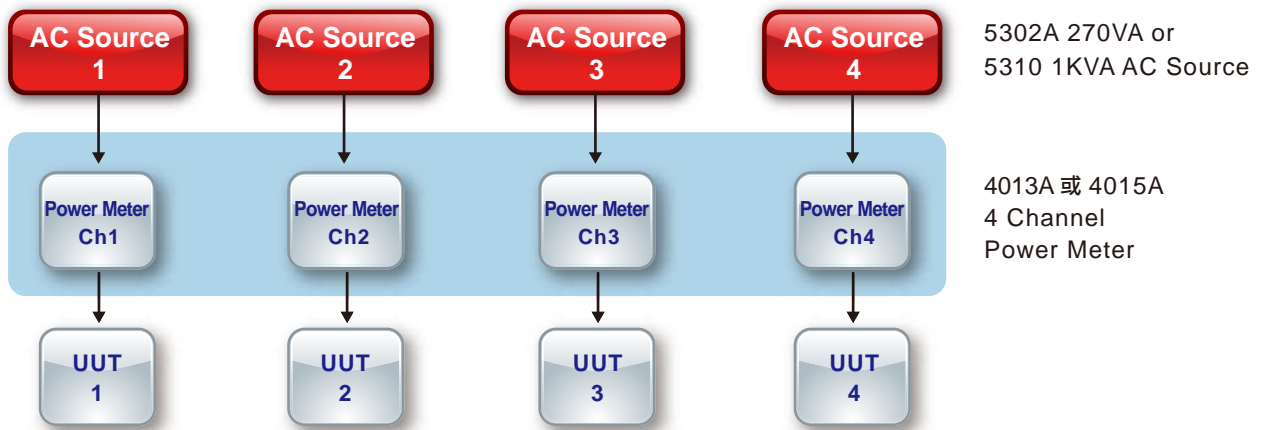 AC Source
1
AC Source
2
AC Source
3
AC Source
4
5302A 270VA or
5310 1KVA AC Source
Power Meter
Ch1
Power Meter
Ch2
Power Meter
Ch3
Power Meter
Ch4
4013A 或 4015A
4 Channel
Power Meter
UUT
1
UUT
2
UUT
3
UUT
4